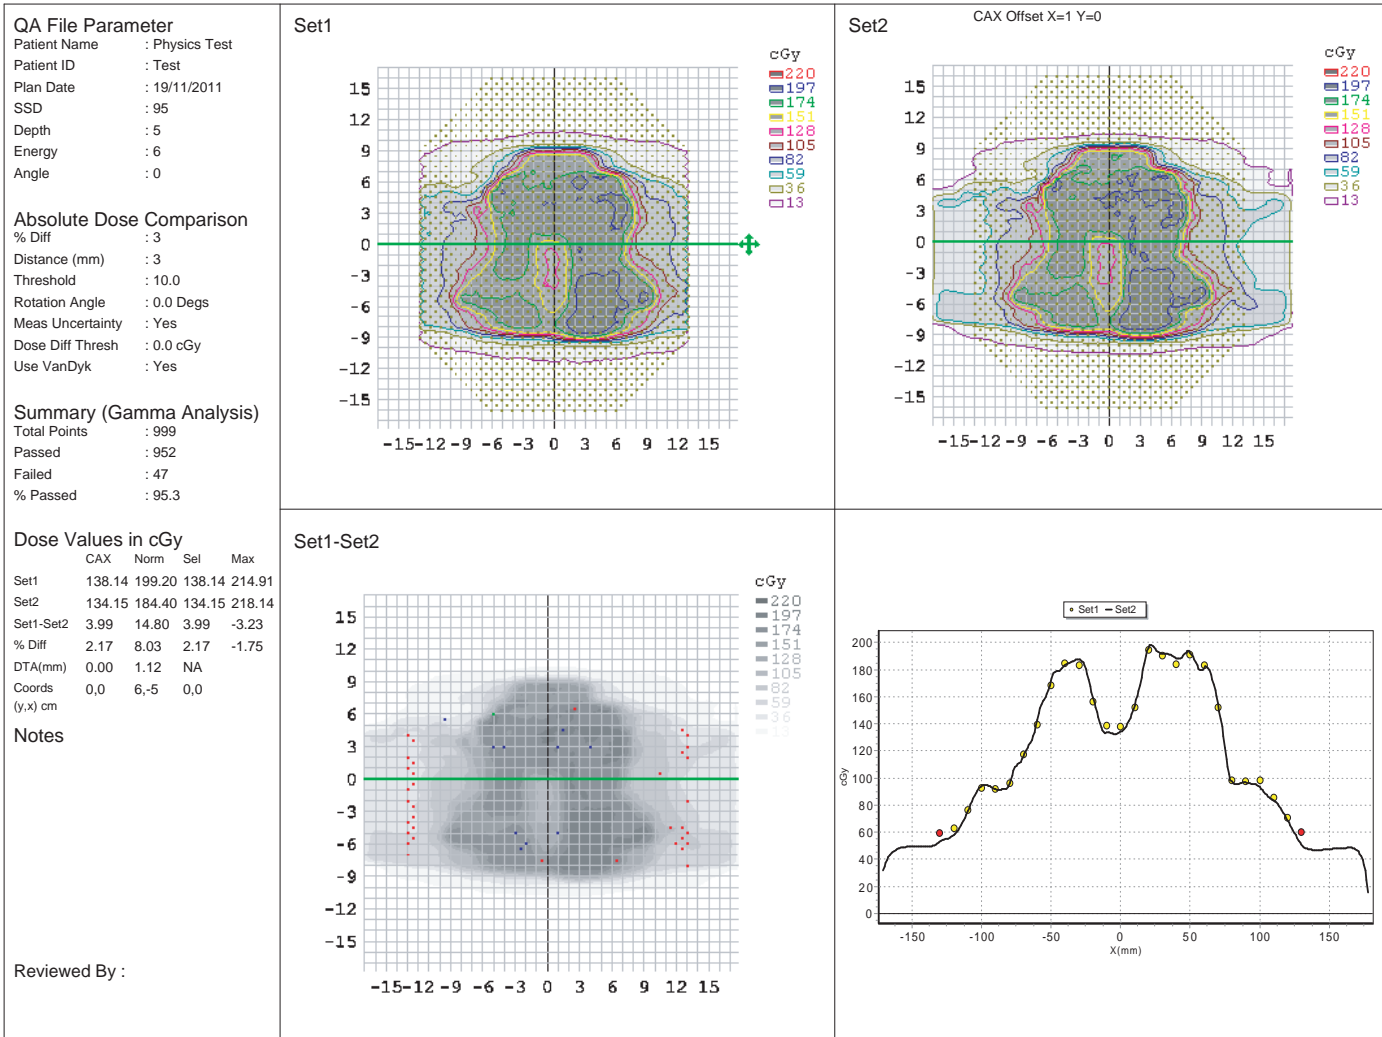 QA File Parameter
Patient Name : Physics Test
Patient ID : Test
Plan Date : 19/11/2011
SSD : 95
Depth : 5
Energy : 6
Angle : 0
Absolute Dose Comparison
% Diff : 3
Distance (mm) : 3
Threshold : 10.0
Rotation Angle : 0.0 Degs
Meas Uncertainty : Yes
Dose Diff Thresh : 0.0 cGy
Use VanDyk : Yes
Summary (Gamma Analysis)
Total Points : 999
Passed : 952
Failed : 47
% Passed : 95.3
Dose Values in cGy
CAX Norm Sel Max
Set1 138.14 199.20 138.14 214.91
Set2 134.15 184.40 134.15 218.14
Set1-Set2 3.99 14.80 3.99 -3.23
% Diff 2.17 8.03 2.17 -1.75
DTA(mm) 0.00 1.12 NA
Coords 0,0 6,-5 0,0
(y,x) cm
Notes
Reviewed By :
Set1
cGy
220
197
174
151
128
105
82
59
36
13
15
12
9
6
3
0
-3
-6
-9
-12
-15
-15 -12 -9 -6 -3 0 3 6 9 12 15
Set2
CAX Offset X=1 Y=0
cGy
220
197
174
151
128
105
82
59
36
13
15
12
9
6
3
0
-3
-6
-9
-12
-15
-15 -12 -9 -6 -3 0 3 6 9 12 15
Set1-Set2
cGy
220
197
174
151
128
105
82
59
36
13
15
12
9
6
3
0
-3
-6
-9
-12
-15
-15 -12 -9 -6 -3 0 3 6 9 12 15
Set1 Set2
200
180
160
140
120
100
80
60
40
20
0
cGy
-150 -100 -50 0 50 100 150
X(mm)